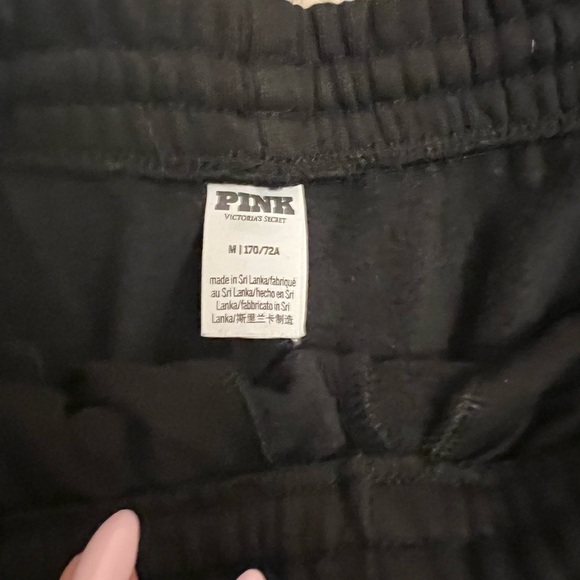 PINK
VICTORIA'S SECRET
M | 170/72A
made in Sri Lanka/fabriqué
au Sri Lanka/hecho en Sri
Lanka/fabbricato in Sri
Lanka/斯里兰卡制造